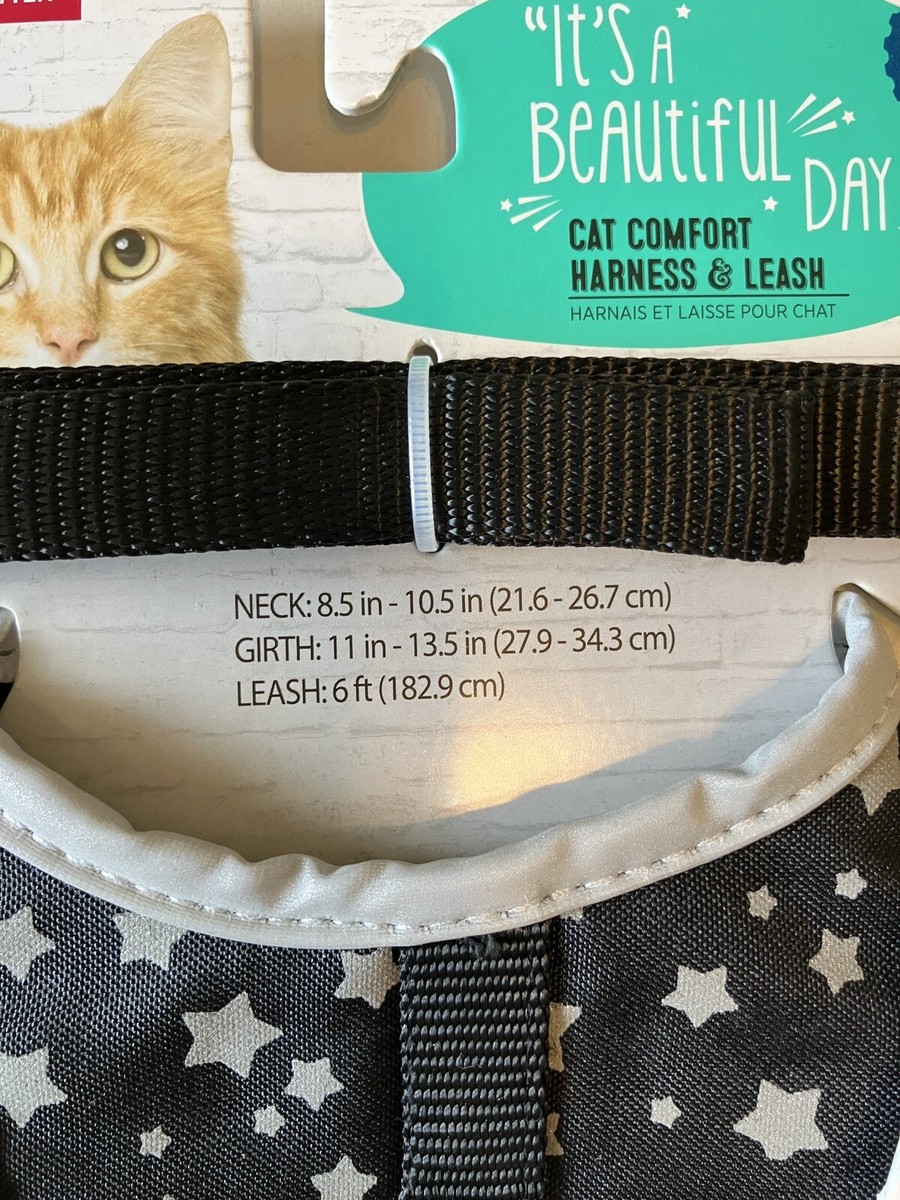 “It's A
BEAUtifUL
DAY
CAT COMFORT
HARNESS & LEASH
HARNAIS ET LAISSE POUR CHAT
NECK: 8.5 in - 10.5 in (21.6 - 26.7 cm)
GIRTH: 11 in - 13.5 in (27.9 - 34.3 cm)
LEASH: 6 ft (182.9 cm)